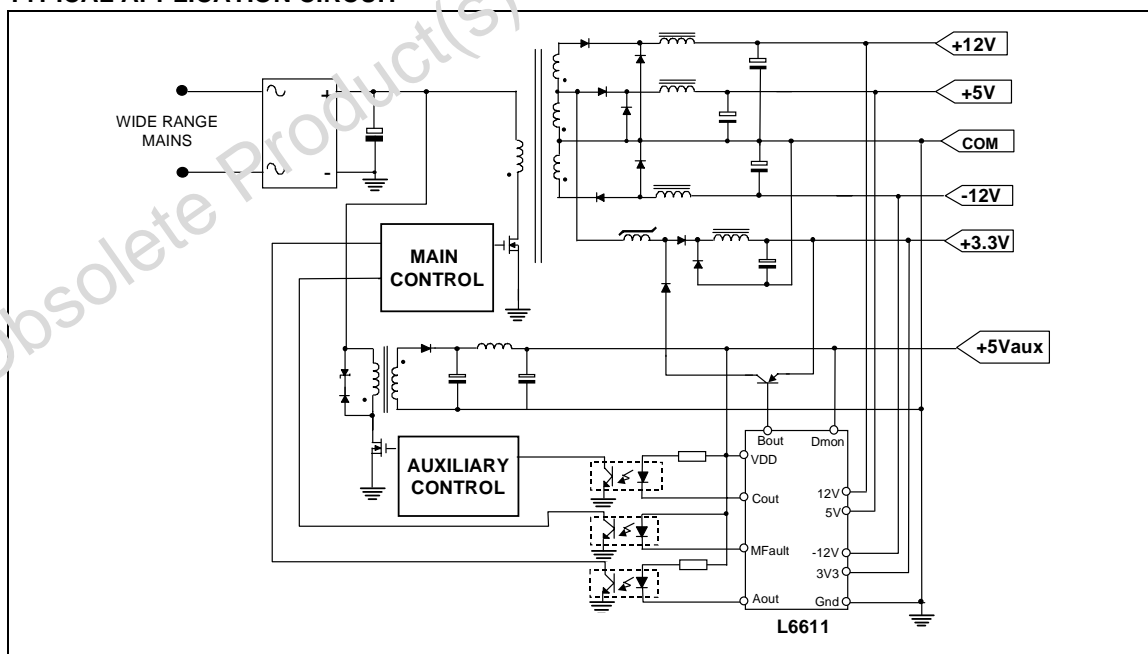 TYPICAL APPLICATION CIRCUIT
Obsolete Product(s)
+12V
+5V
WIDE RANGE
MAINS
+
-
COM
-12V
+3.3V
MAIN
CONTROL
+5Vaux
Bout
Dmon
VDD
AUXILIARY
CONTROL
Cout
12V
5V
MFault
-12V
3V3
Aout
Gnd
L6611